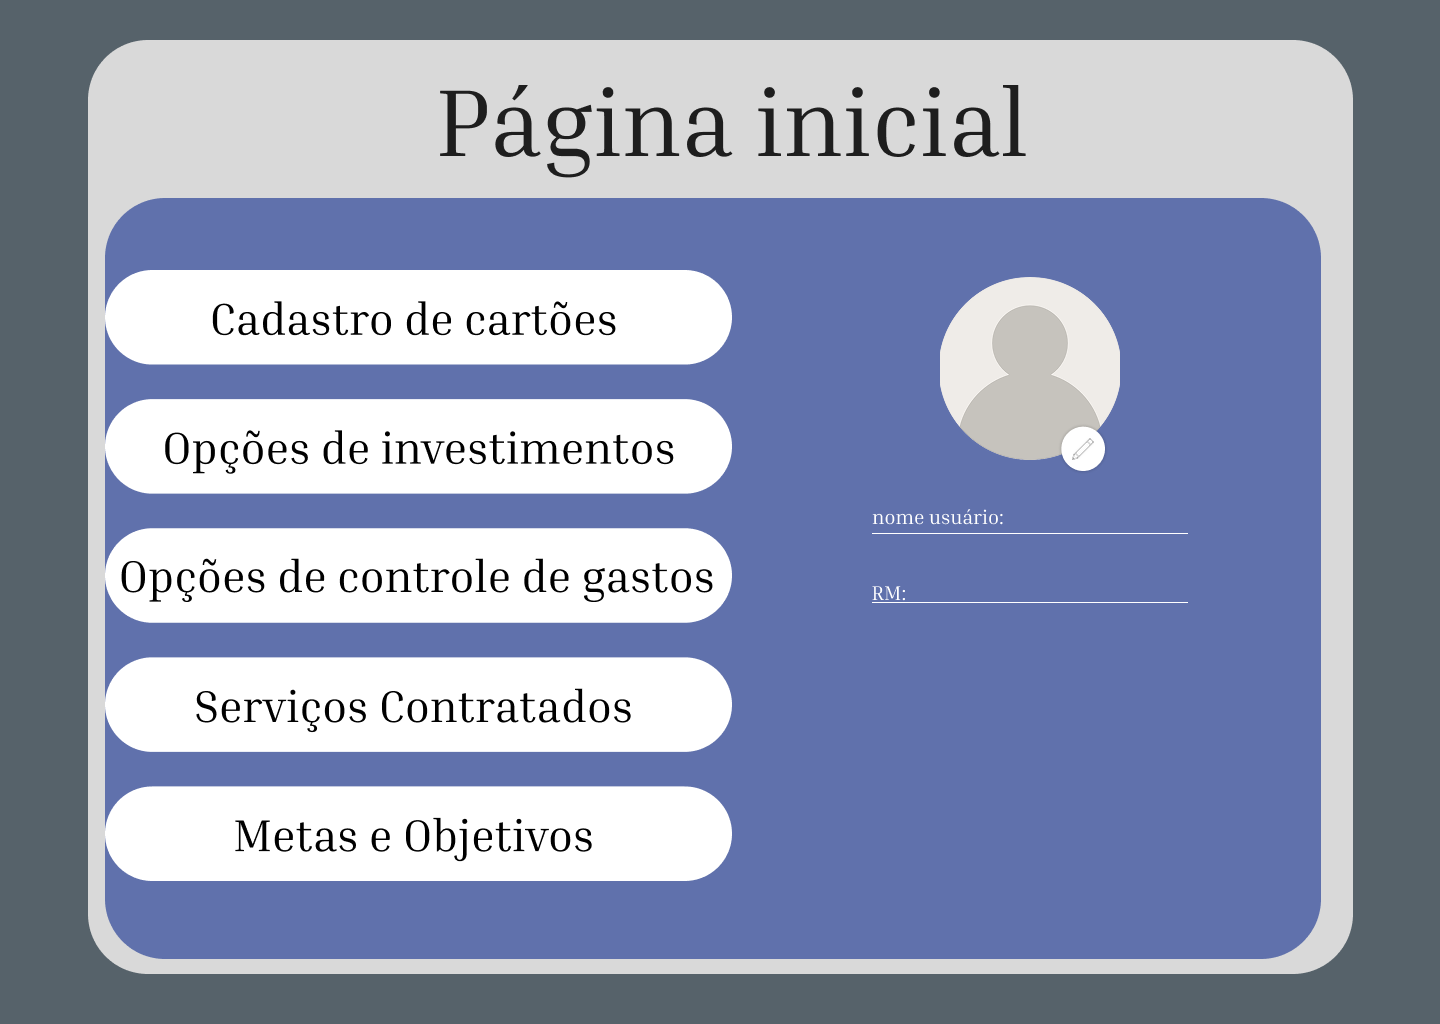 Página inicial
Cadastro de cartões
Opções de investimentos
Opções de controle de gastos
Serviços Contratados
Metas e Objetivos
nome usuário:
RM: